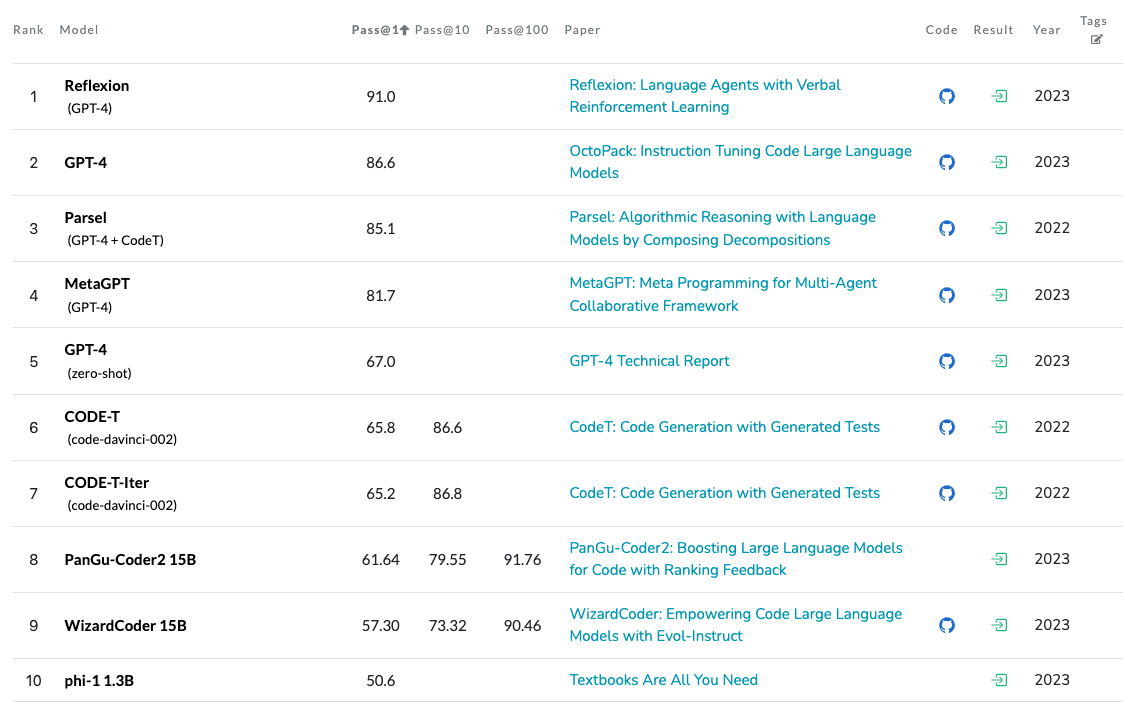 Rank Model Pass@1 Pass@10 Pass@100 Paper Code Result Year Tags
1 Reflexion (GPT-4) 91.0 Reflexion: Language Agents with Verbal Reinforcement Learning 2023
2 GPT-4 86.6 OctoPack: Instruction Tuning Code Large Language Models 2023
3 Parsel (GPT-4 + CodeT) 85.1 Parsel: Algorithmic Reasoning with Language Models by Composing Decompositions 2022
4 MetaGPT (GPT-4) 81.7 MetaGPT: Meta Programming for Multi-Agent Collaborative Framework 2023
5 GPT-4 (zero-shot) 67.0 GPT-4 Technical Report 2023
6 CODE-T (code-davinci-002) 65.8 86.6 CodeT: Code Generation with Generated Tests 2022
7 CODE-T-Iter (code-davinci-002) 65.2 86.8 CodeT: Code Generation with Generated Tests 2022
8 PanGu-Coder2 15B 61.64 79.55 91.76 PanGu-Coder2: Boosting Large Language Models for Code with Ranking Feedback 2023
9 WizardCoder 15B 57.30 73.32 90.46 WizardCoder: Empowering Code Large Language Models with Evol-Instruct 2023
10 phi-1 1.3B 50.6 Textbooks Are All You Need 2023